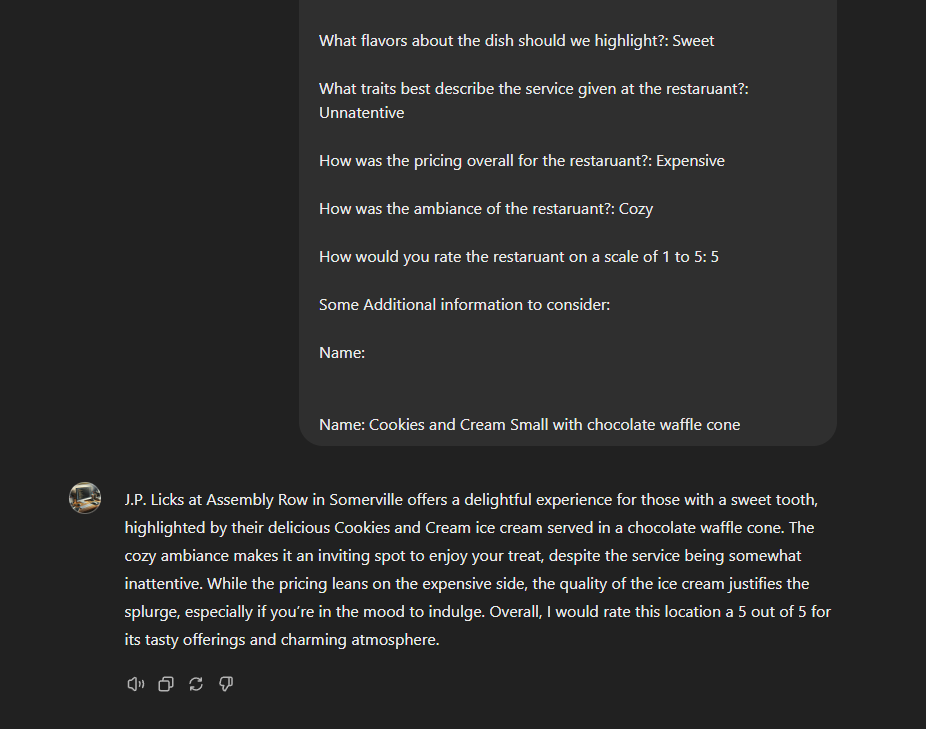 What flavors about the dish should we highlight?: Sweet
What traits best describe the service given at the restaruant?:
Unnatentive
How was the pricing overall for the restaruant?: Expensive
How was the ambiance of the restaruant?: Cozy
How would you rate the restaruant on a scale of 1 to 5: 5
Some Additional information to consider:
Name:
Name: Cookies and Cream Small with chocolate waffle cone
J.P. Licks at Assembly Row in Somerville offers a delightful experience for those with a sweet tooth,
highlighted by their delicious Cookies and Cream ice cream served in a chocolate waffle cone. The
cozy ambiance makes it an inviting spot to enjoy your treat, despite the service being somewhat
inattentive. While the pricing leans on the expensive side, the quality of the ice cream justifies the
splurge, especially if you’re in the mood to indulge. Overall, I would rate this location a 5 out of 5 for
its tasty offerings and charming atmosphere.